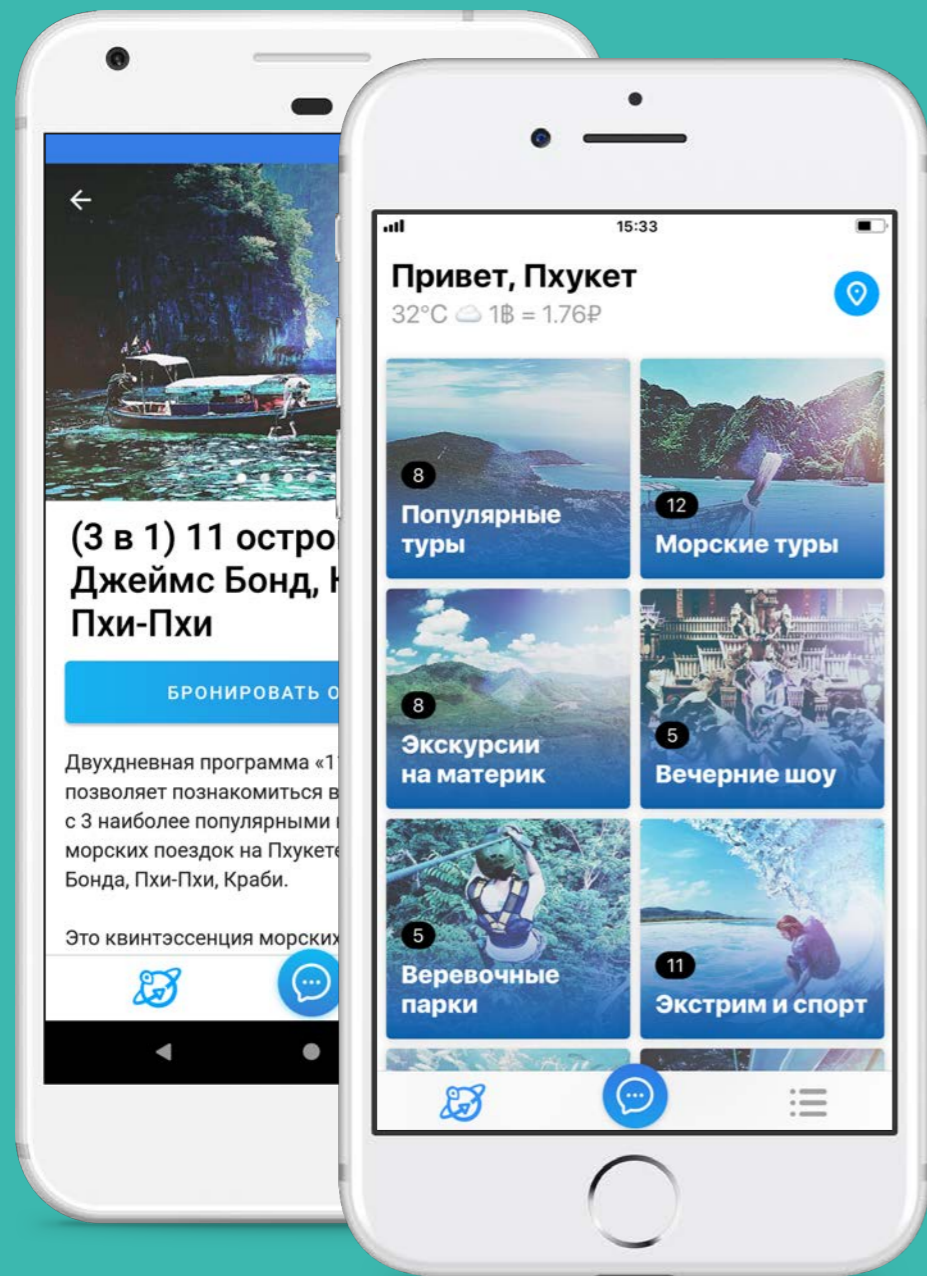 (3 в 1) 11 остро
Джеймс Бонд,
Пхи-Пхи
БРОНИРОВАТЬ О
Двухдневная программа «1
позволяет познакомиться в
с 3 наиболее популярными
морских поездок на Пхукете
Бонда, Пхи-Пхи, Краби.
Это квинтэссенция морских
15:33
Привет, Пхукет
32°C 1฿ = 1.76₽
8
Популярные
туры
12
Морские туры
8
Экскурсии
на материк
5
Вечерние шоу
5
Веревочные
парки
11
Экстрим и спорт